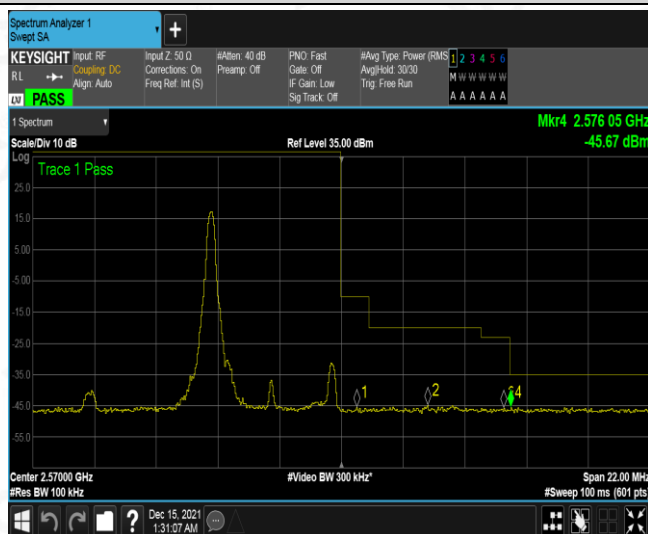 Spectrum Analyzer 1
Swept SA
+
KEYSIGHT Input: RF Input Z: 50 Ω #Atten: 40 dB PNO: Fast #Avg Type: Power (RMS 1 2 3 4 5 6
R L Coupling: DC Corrections: On Preamp: Off Gate: Off Avg|Hold: 30/30 M W W W W W
Align: Auto Freq Ref: Int (S) IF Gain: Low Trig: Free Run
Sig Track: Off A A A A A A
LXI PASS
1 Spectrum Mkr4 2.576 05 GHz
Scale/Div 10 dB Ref Level 35.00 dBm -45.67 dBm
Log
Trace 1 Pass
25.0
15.0
5.00
-5.00
-15.0
-25.0
-35.0
1 2 4
-45.0
-55.0
Center 2.57000 GHz #Video BW 300 kHz* Span 22.00 MHz
#Res BW 100 kHz #Sweep 100 ms (601 pts)
? Dec 15, 2021
1:31:07 AM